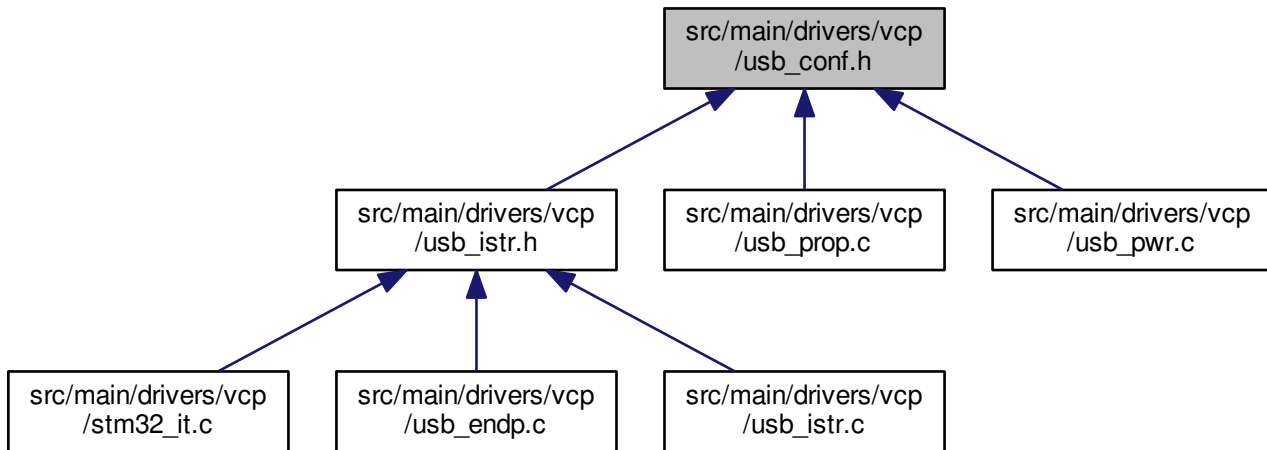 src/main/drivers/vcp
/usb_conf.h
src/main/drivers/vcp
/usb_istr.h
src/main/drivers/vcp
/usb_prop.c
src/main/drivers/vcp
/usb_pwr.c
src/main/drivers/vcp
/stm32_it.c
src/main/drivers/vcp
/usb_endp.c
src/main/drivers/vcp
/usb_istr.c